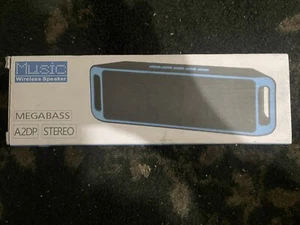 Music
Wireless Speaker
MEGABASS
A2DP STEREO